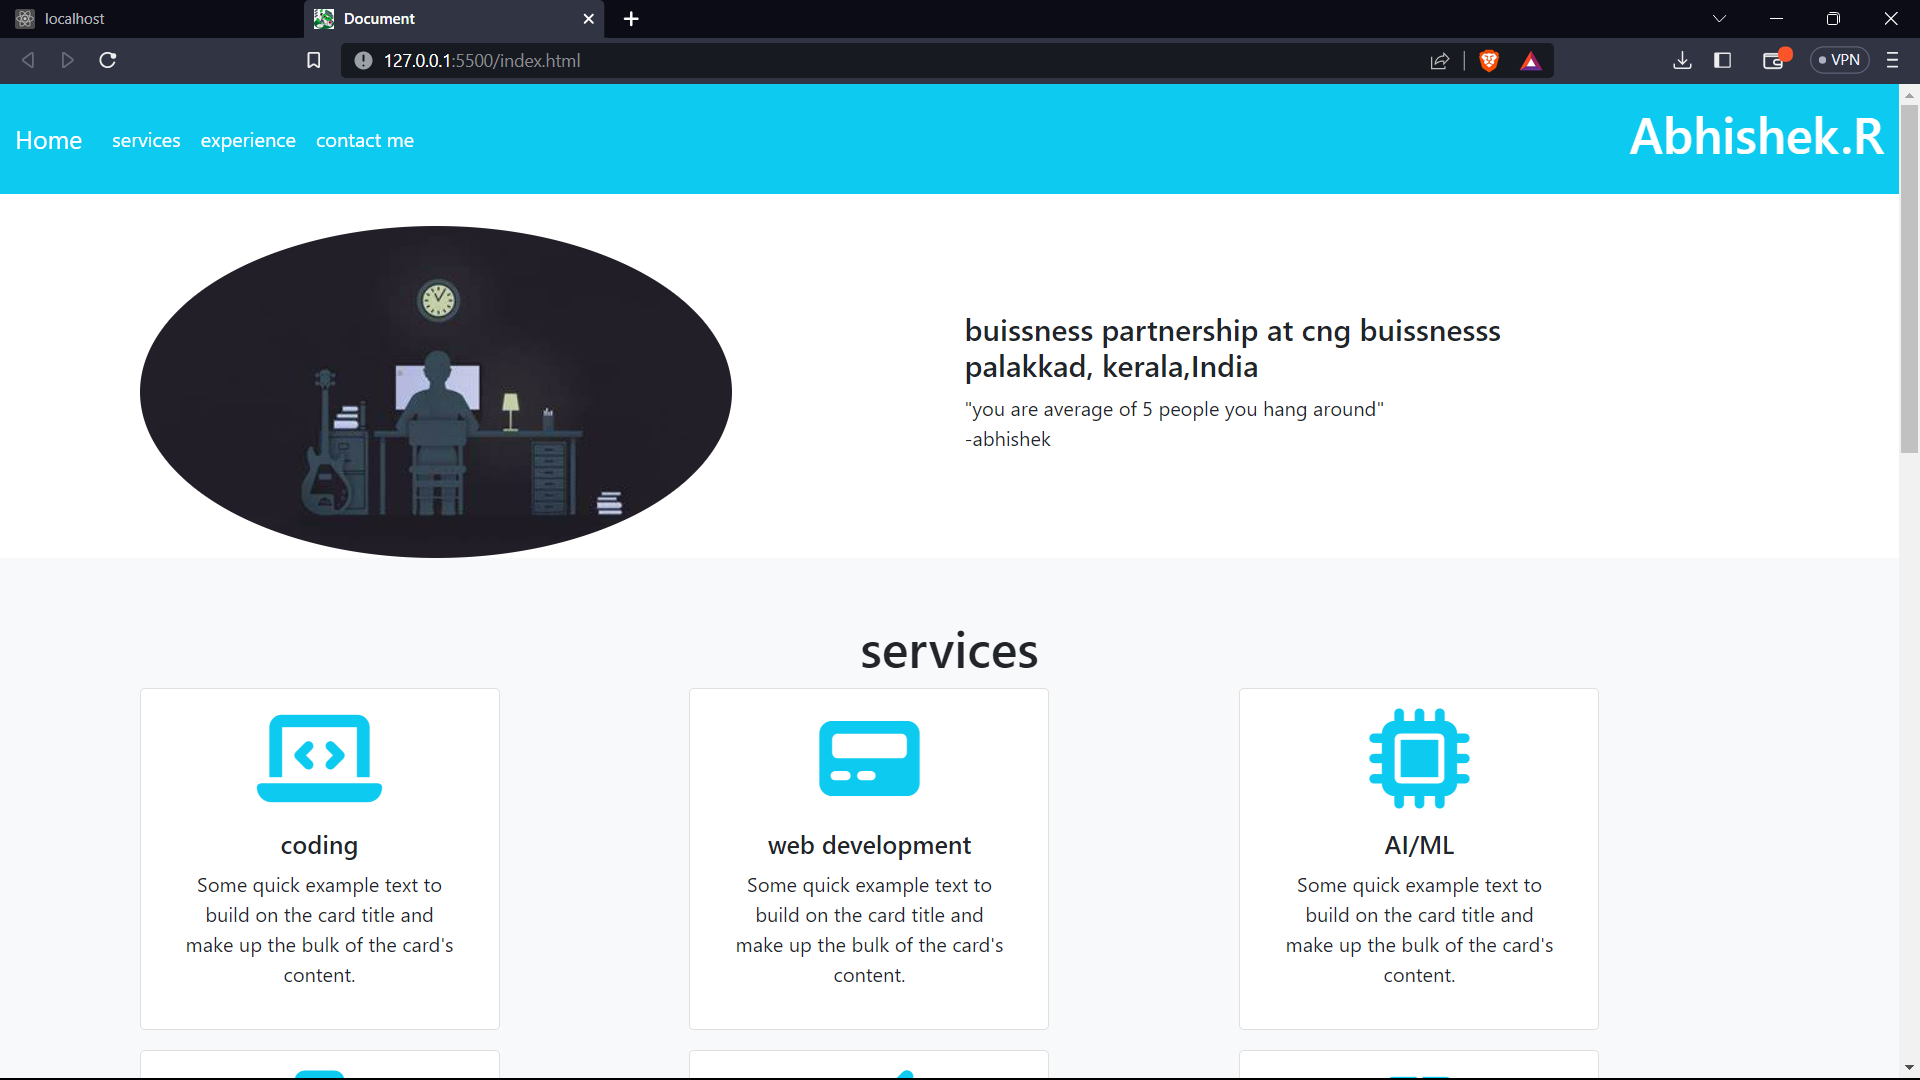 localhost
Document
127.0.0.1:5500/index.html
VPN
Home services experience contact me
Abhishek.R
buissness partnership at cng buissnesss
palakkad, kerala,India
"you are average of 5 people you hang around"
-abhishek
services
coding
Some quick example text to
build on the card title and
make up the bulk of the card's
content.
web development
Some quick example text to
build on the card title and
make up the bulk of the card's
content.
AI/ML
Some quick example text to
build on the card title and
make up the bulk of the card's
content.